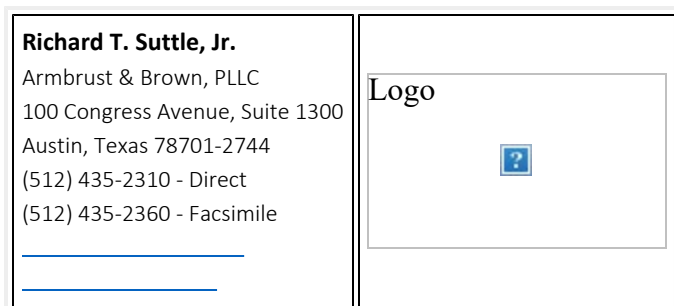 Richard T. Suttle, Jr.
Armbrust & Brown, PLLC
100 Congress Avenue, Suite 1300
Austin, Texas 78701-2744
(512) 435-2310 - Direct
(512) 435-2360 - Facsimile
Logo
?